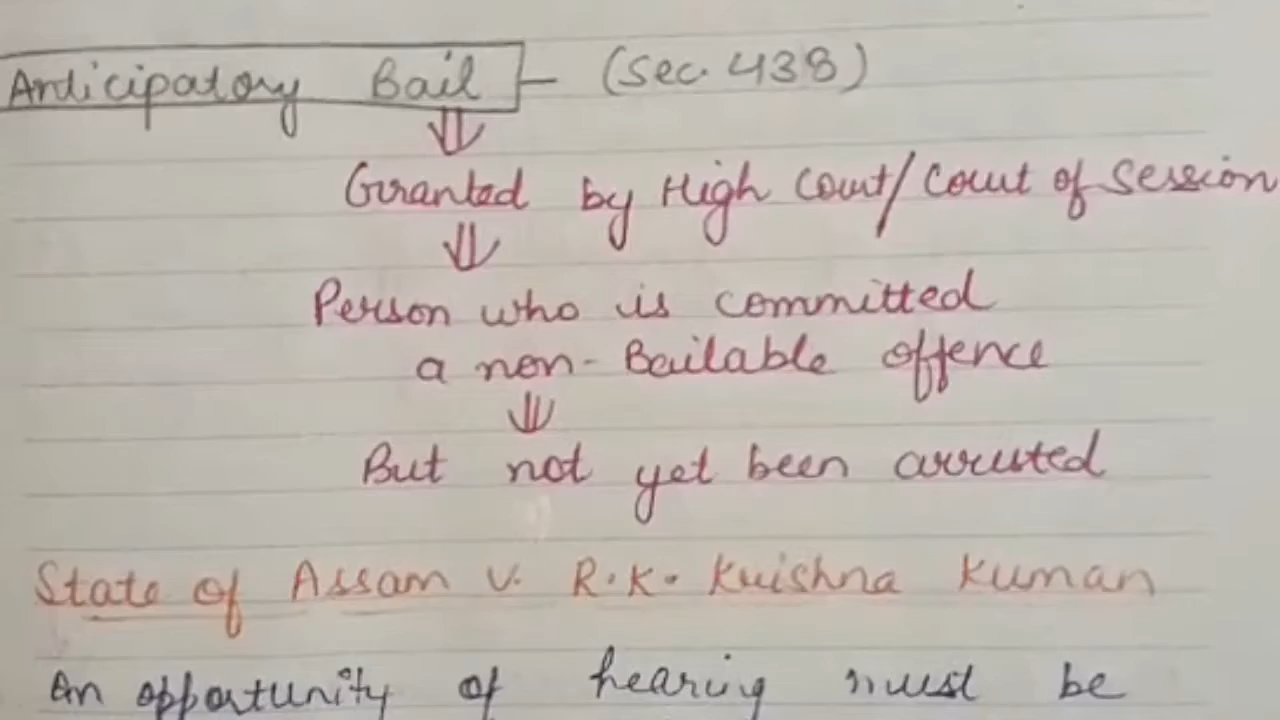 Anticipatory Bail - (Sec. 438)
Granted by High Court/Court of Session
Person who is committed
a non-Bailable offence
But not yet been arrested
State of Assam v. R.K. Krishna Kumar
An opportunity of hearing must be